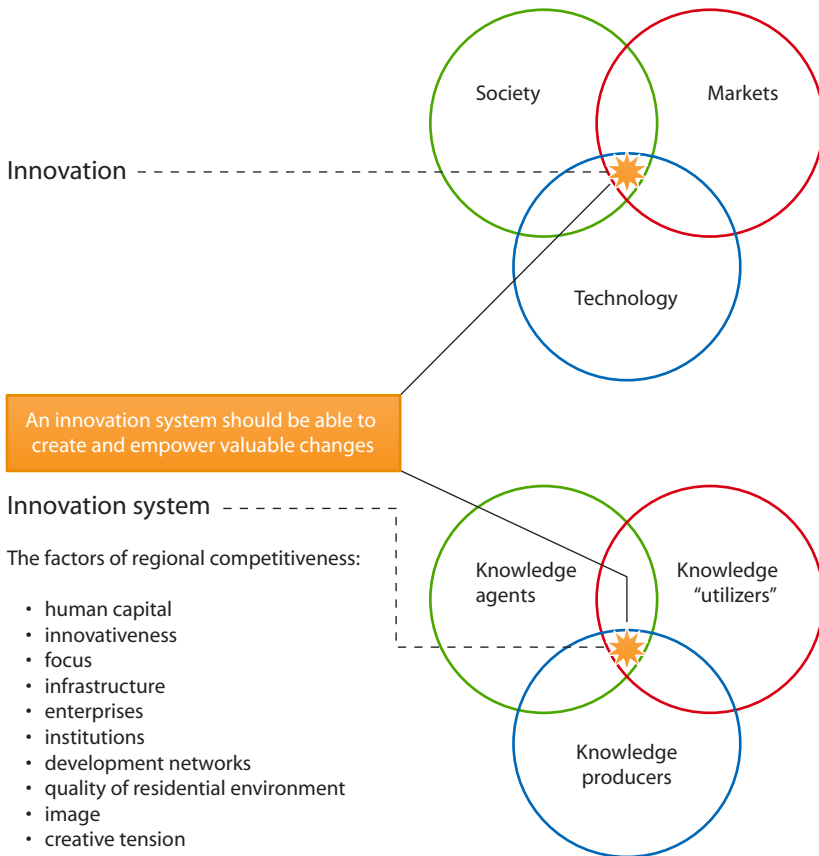 Society
Markets
Innovation
Technology
An innovation system should be able to
create and empower valuable changes
Innovation system
The factors of regional competitiveness:
• human capital
• innovativeness
• focus
• infrastructure
• enterprises
• institutions
• development networks
• quality of residential environment
• image
• creative tension
Knowledge
agents
Knowledge
“utilizers”
Knowledge
producers